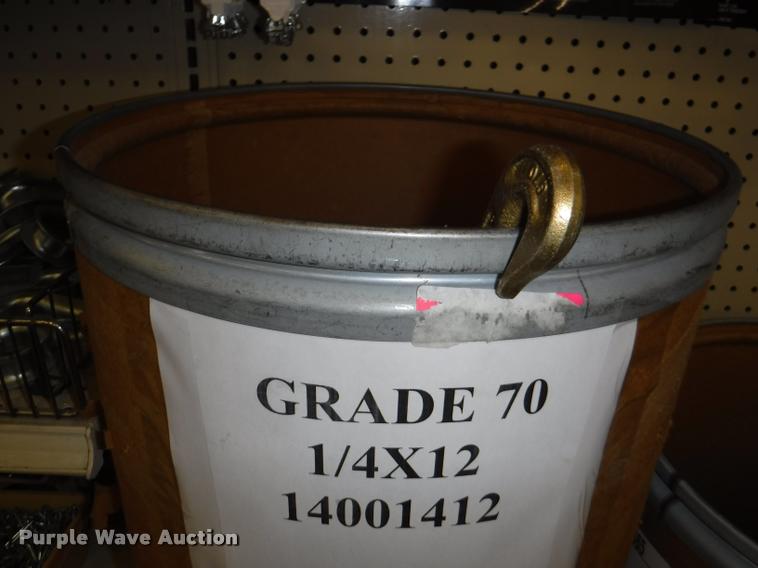 GRADE 70
1/4X12
14001412
Purple Wave Auction